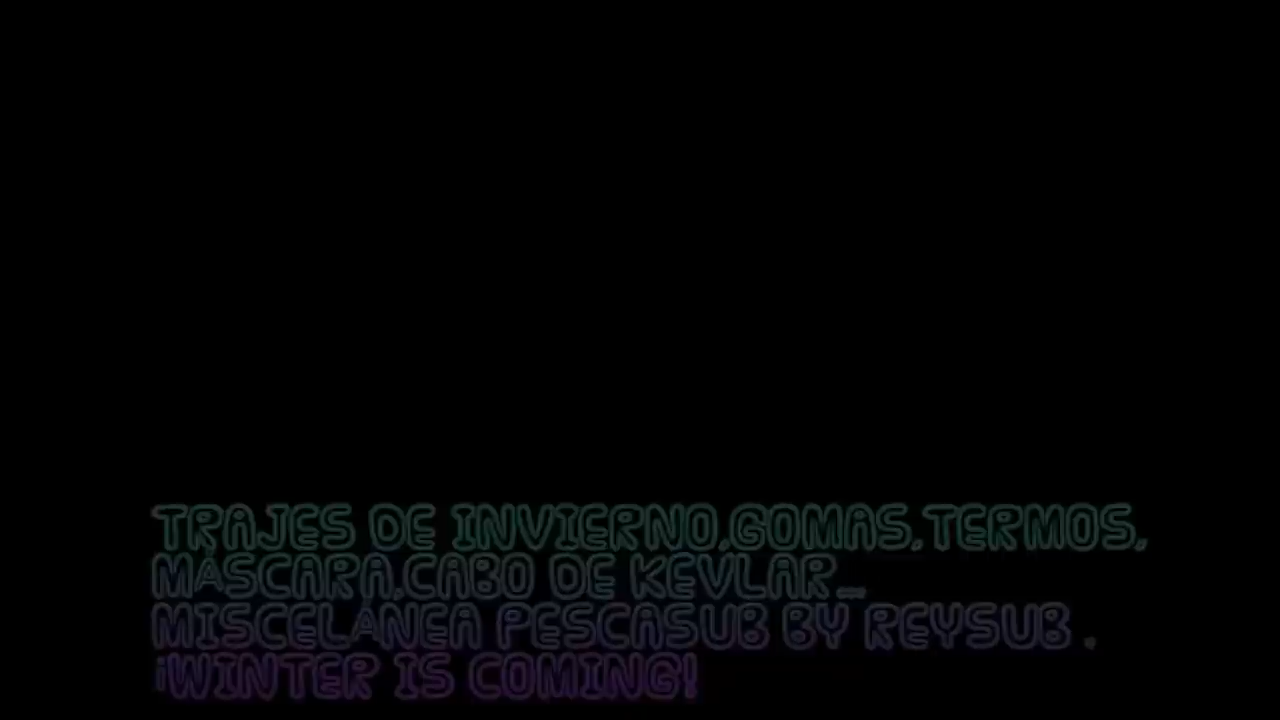 TRAJES DE INVIERNO,GOMAS,TERMOS,
MÁSCARA,CABO DE KEVLAR...
MISCELÁNEA PESCASUB BY REYSUB .
¡WINTER IS COMING!